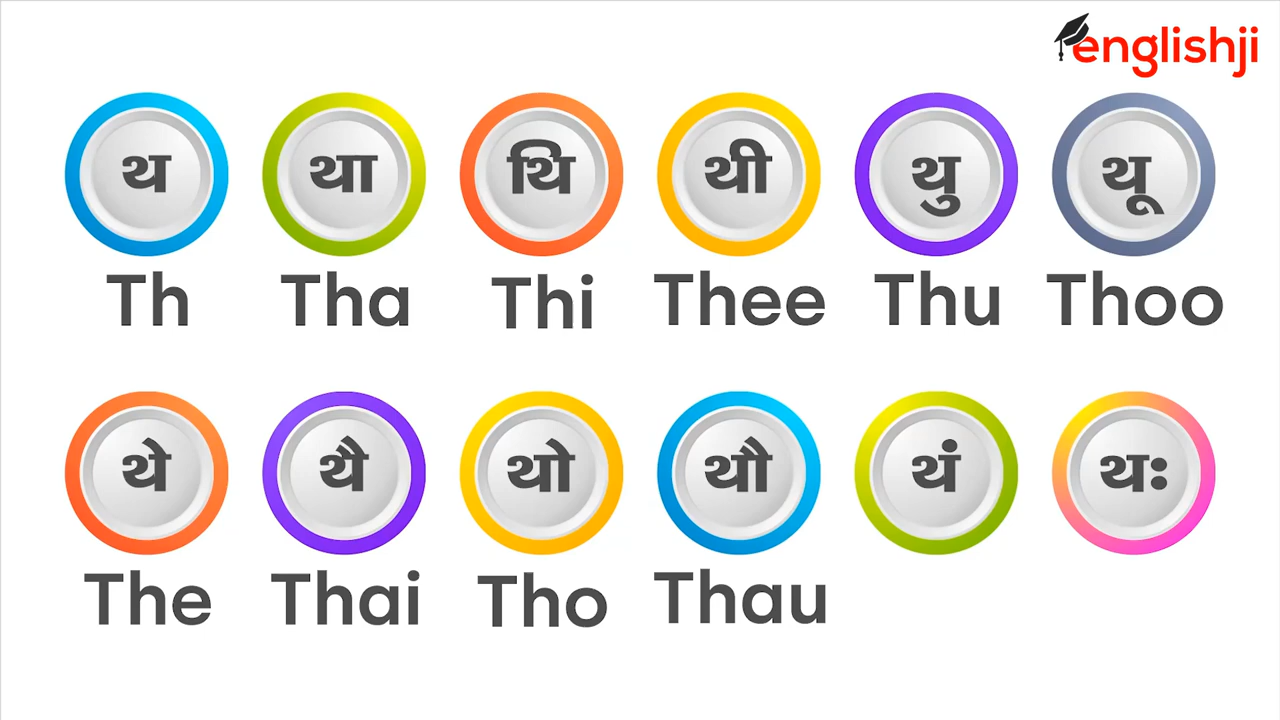 englishji
थ था थि थी थु थू
Th Tha Thi Thee Thu Thoo
थे थै थो थौ थं थः
The Thai Tho Thau